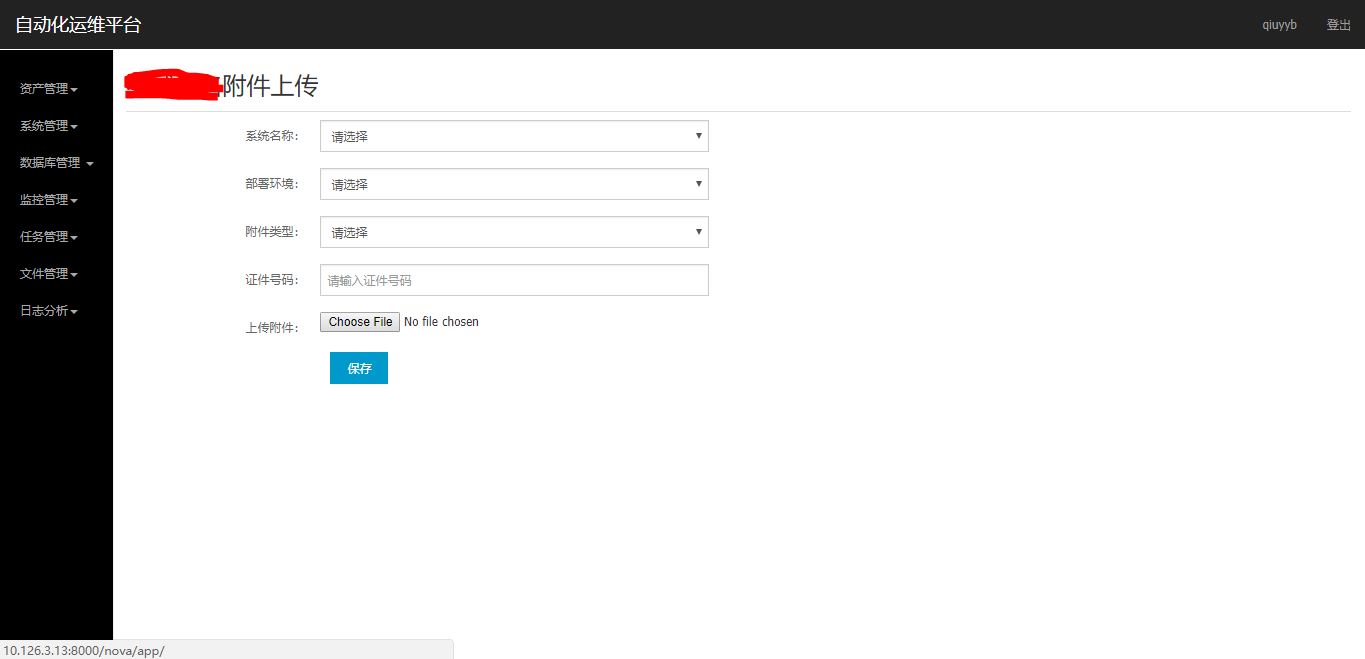 自动化运维平台
qiuyyb 登出
资产管理
系统管理
数据库管理
监控管理
任务管理
文件管理
日志分析
附件上传
系统名称： 请选择
部署环境： 请选择
附件类型： 请选择
证件号码： 请输入证件号码
上传附件： Choose File No file chosen
保存
10.126.3.13:8000/nova/app/